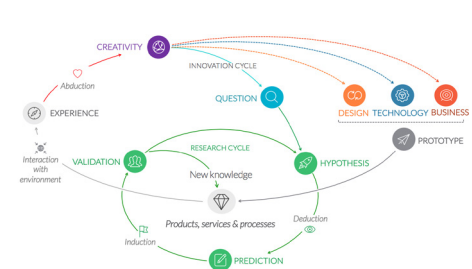 CREATIVITY
INNOVATION CYCLE
Abduction
QUESTION
DESIGN TECHNOLOGY BUSINESS
EXPERIENCE
PROTOTYPE
RESEARCH CYCLE
Interaction
with
environment
VALIDATION
HYPOTHESIS
New knowledge
Products, services & processes
Deduction
Induction
PREDICTION